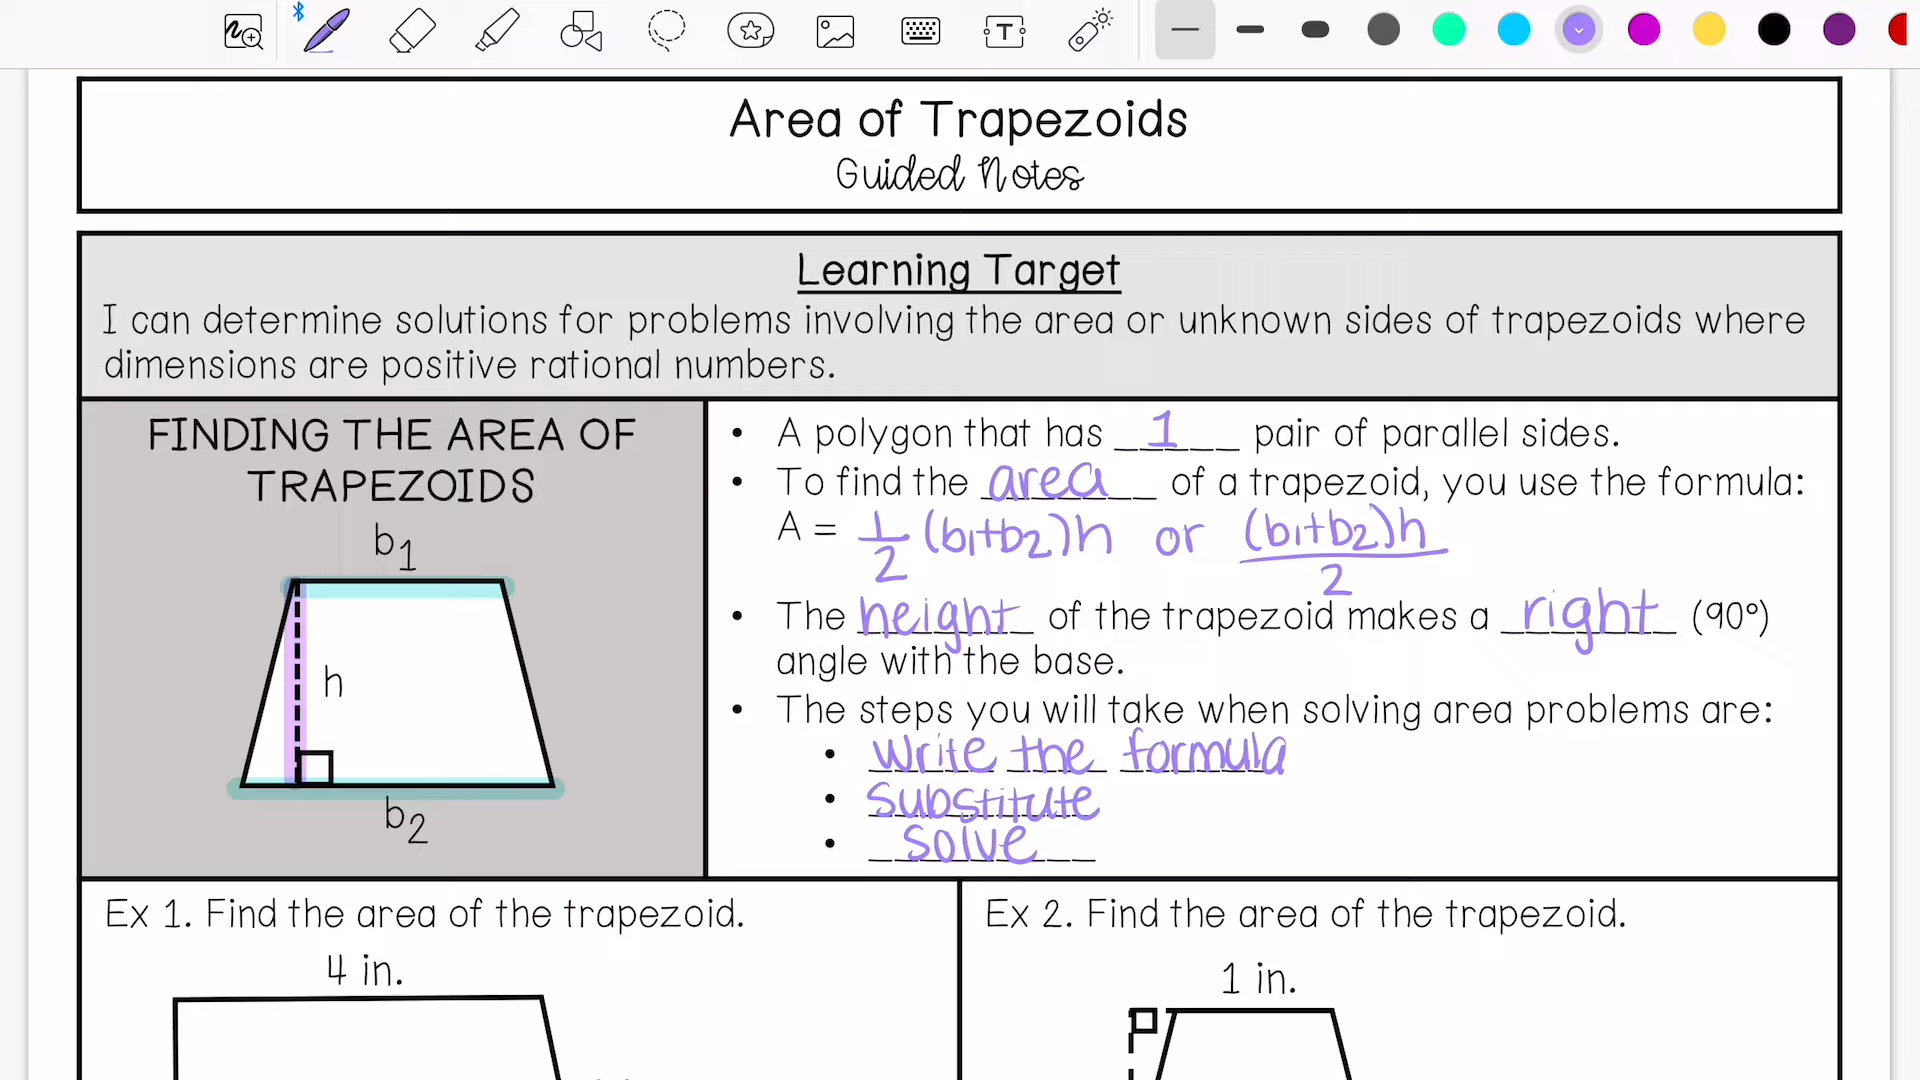 T
Area of Trapezoids
Guided Notes
Learning Target
I can determine solutions for problems involving the area or unknown sides of trapezoids where
dimensions are positive rational numbers.
FINDING THE AREA OF
TRAPEZOIDS
b1
h
b2
• A polygon that has __1__ pair of parallel sides.
• To find the area of a trapezoid, you use the formula:
A = 1/2 (b1+b2)h or (b1+b2)h/2
• The height of the trapezoid makes a right (90°)
angle with the base.
• The steps you will take when solving area problems are:
• write the formula
• substitute
• solve
Ex 1. Find the area of the trapezoid.
4 in.
Ex 2. Find the area of the trapezoid.
1 in.